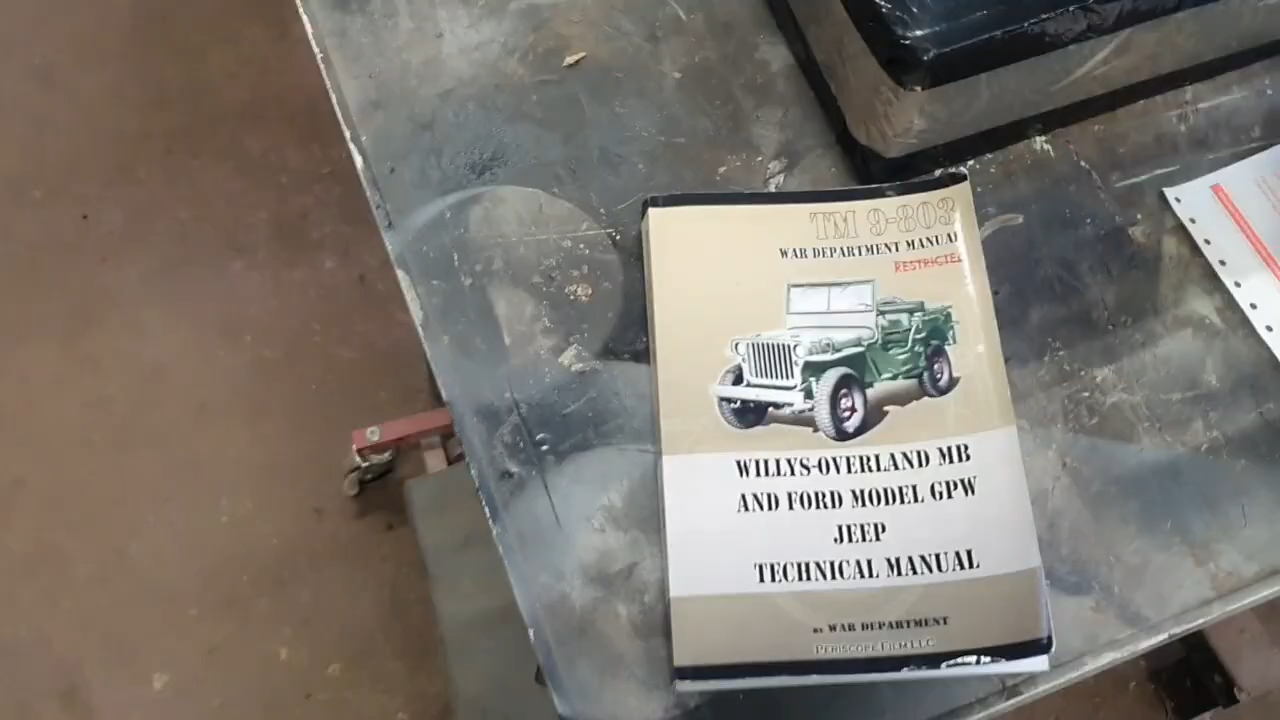 TM 9-803
WAR DEPARTMENT MANUAL
RESTRICTED
WILLYS-OVERLAND MB
AND FORD MODEL GPW
JEEP
TECHNICAL MANUAL
BY WAR DEPARTMENT
PERISCOPE FILM LLC